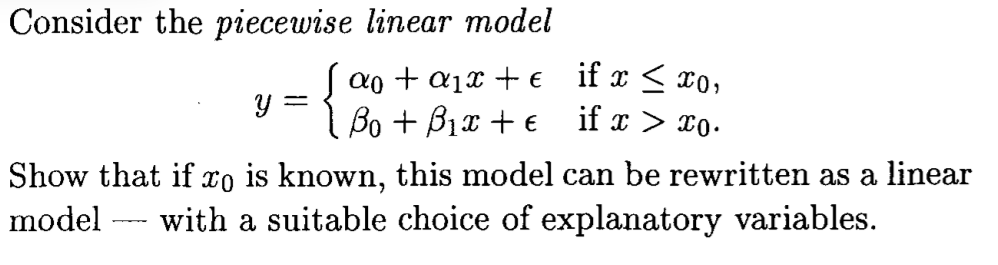 Consider the piecewise linear model
y = { α₀ + α₁x + ϵ if x ≤ x₀,
β₀ + β₁x + ϵ if x > x₀.
Show that if x₀ is known, this model can be rewritten as a linear
model — with a suitable choice of explanatory variables.